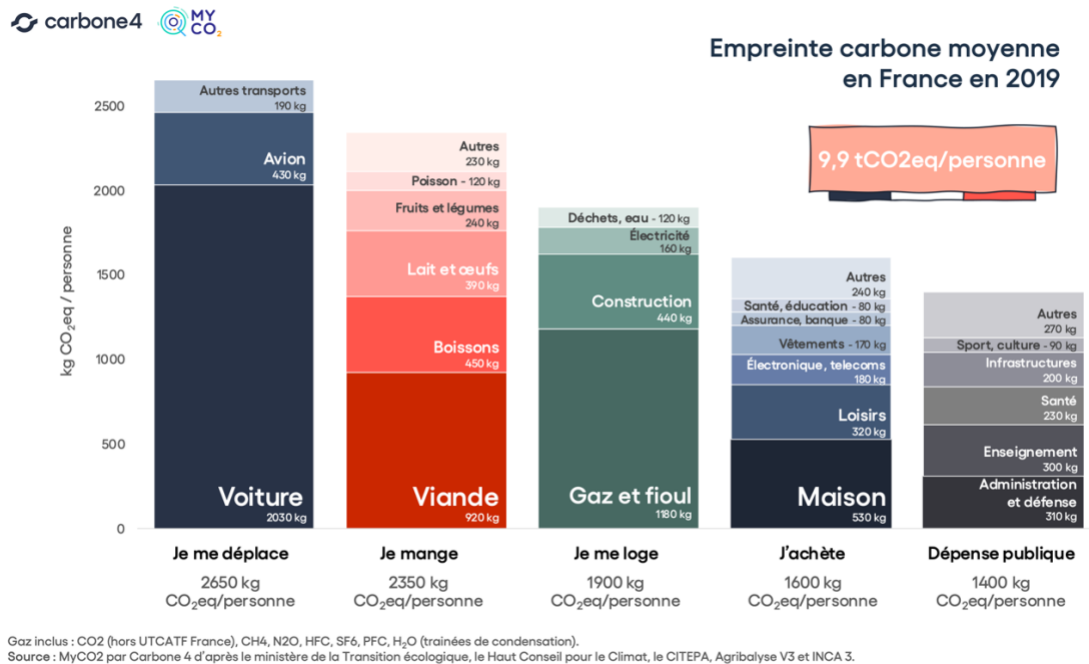 carbone4
MY
CO2
Empreinte carbone moyenne
en France en 2019
9,9 tCO2eq/personne
kg CO₂eq / personne
2500
2000
1500
1000
500
0
Autres transports
190 kg
Avion
430 kg
Voiture
2030 kg
Autres
230 kg
Poisson - 120 kg
Fruits et légumes
240 kg
Lait et œufs
390 kg
Boissons
450 kg
Viande
920 kg
Déchets, eau - 120 kg
Électricité
160 kg
Construction
440 kg
Gaz et fioul
1180 kg
Autres
240 kg
Santé, éducation - 80 kg
Assurance, banque - 80 kg
Vêtements - 170 kg
Électronique, telecoms
180 kg
Loisirs
320 kg
Maison
530 kg
Autres
270 kg
Sport, culture - 90 kg
Infrastructures
200 kg
Santé
230 kg
Enseignement
300 kg
Administration
et défense
310 kg
Je me déplace
2650 kg
CO₂eq/personne
Je mange
2350 kg
CO₂eq/personne
Je me loge
1900 kg
CO₂eq/personne
J'achète
1600 kg
CO₂eq/personne
Dépense publique
1400 kg
CO₂eq/personne
Gaz inclus : CO2 (hors UTCATF France), CH4, N2O, HFC, SF6, PFC, H₂O (trainées de condensation).
Source : MyCO2 par Carbone 4 d'après le ministère de la Transition écologique, le Haut Conseil pour le Climat, le CITEPA, Agribalyse V3 et INCA 3.